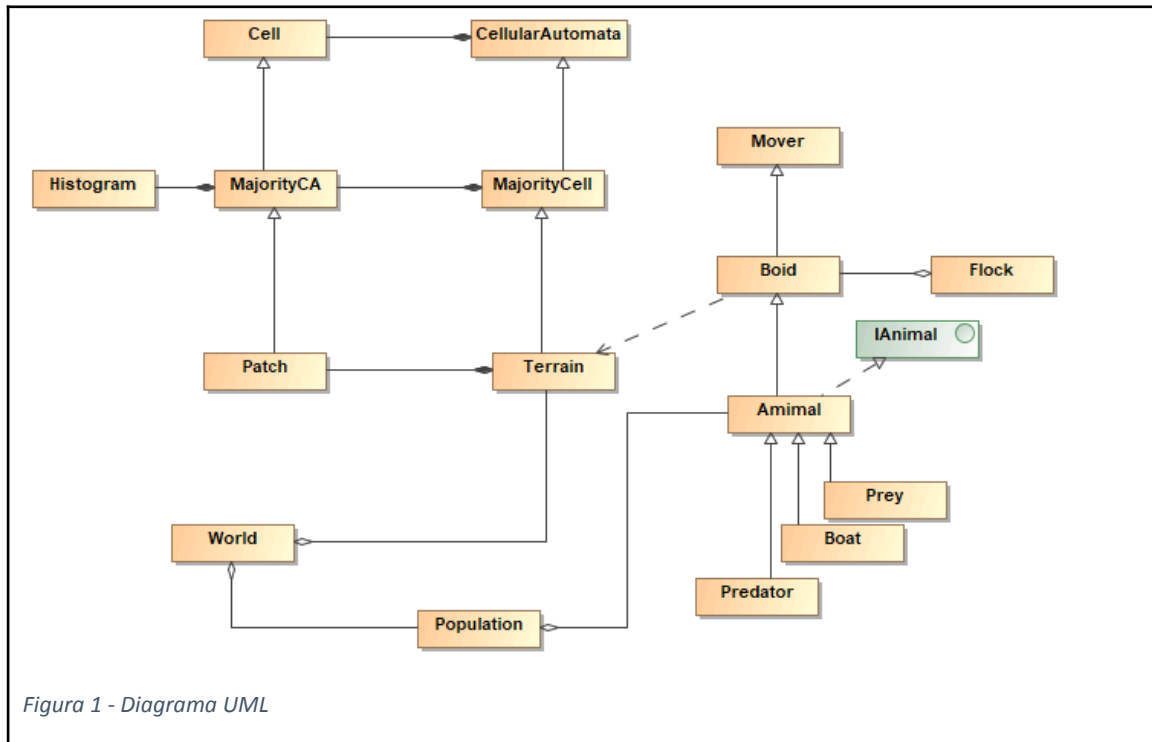 Cell
CellularAutomata
Mover
Histogram
MajorityCA
MajorityCell
Boid
Flock
IAnimal
Patch
Terrain
Amimal
Prey
World
Boat
Predator
Population
Figura 1 - Diagrama UML